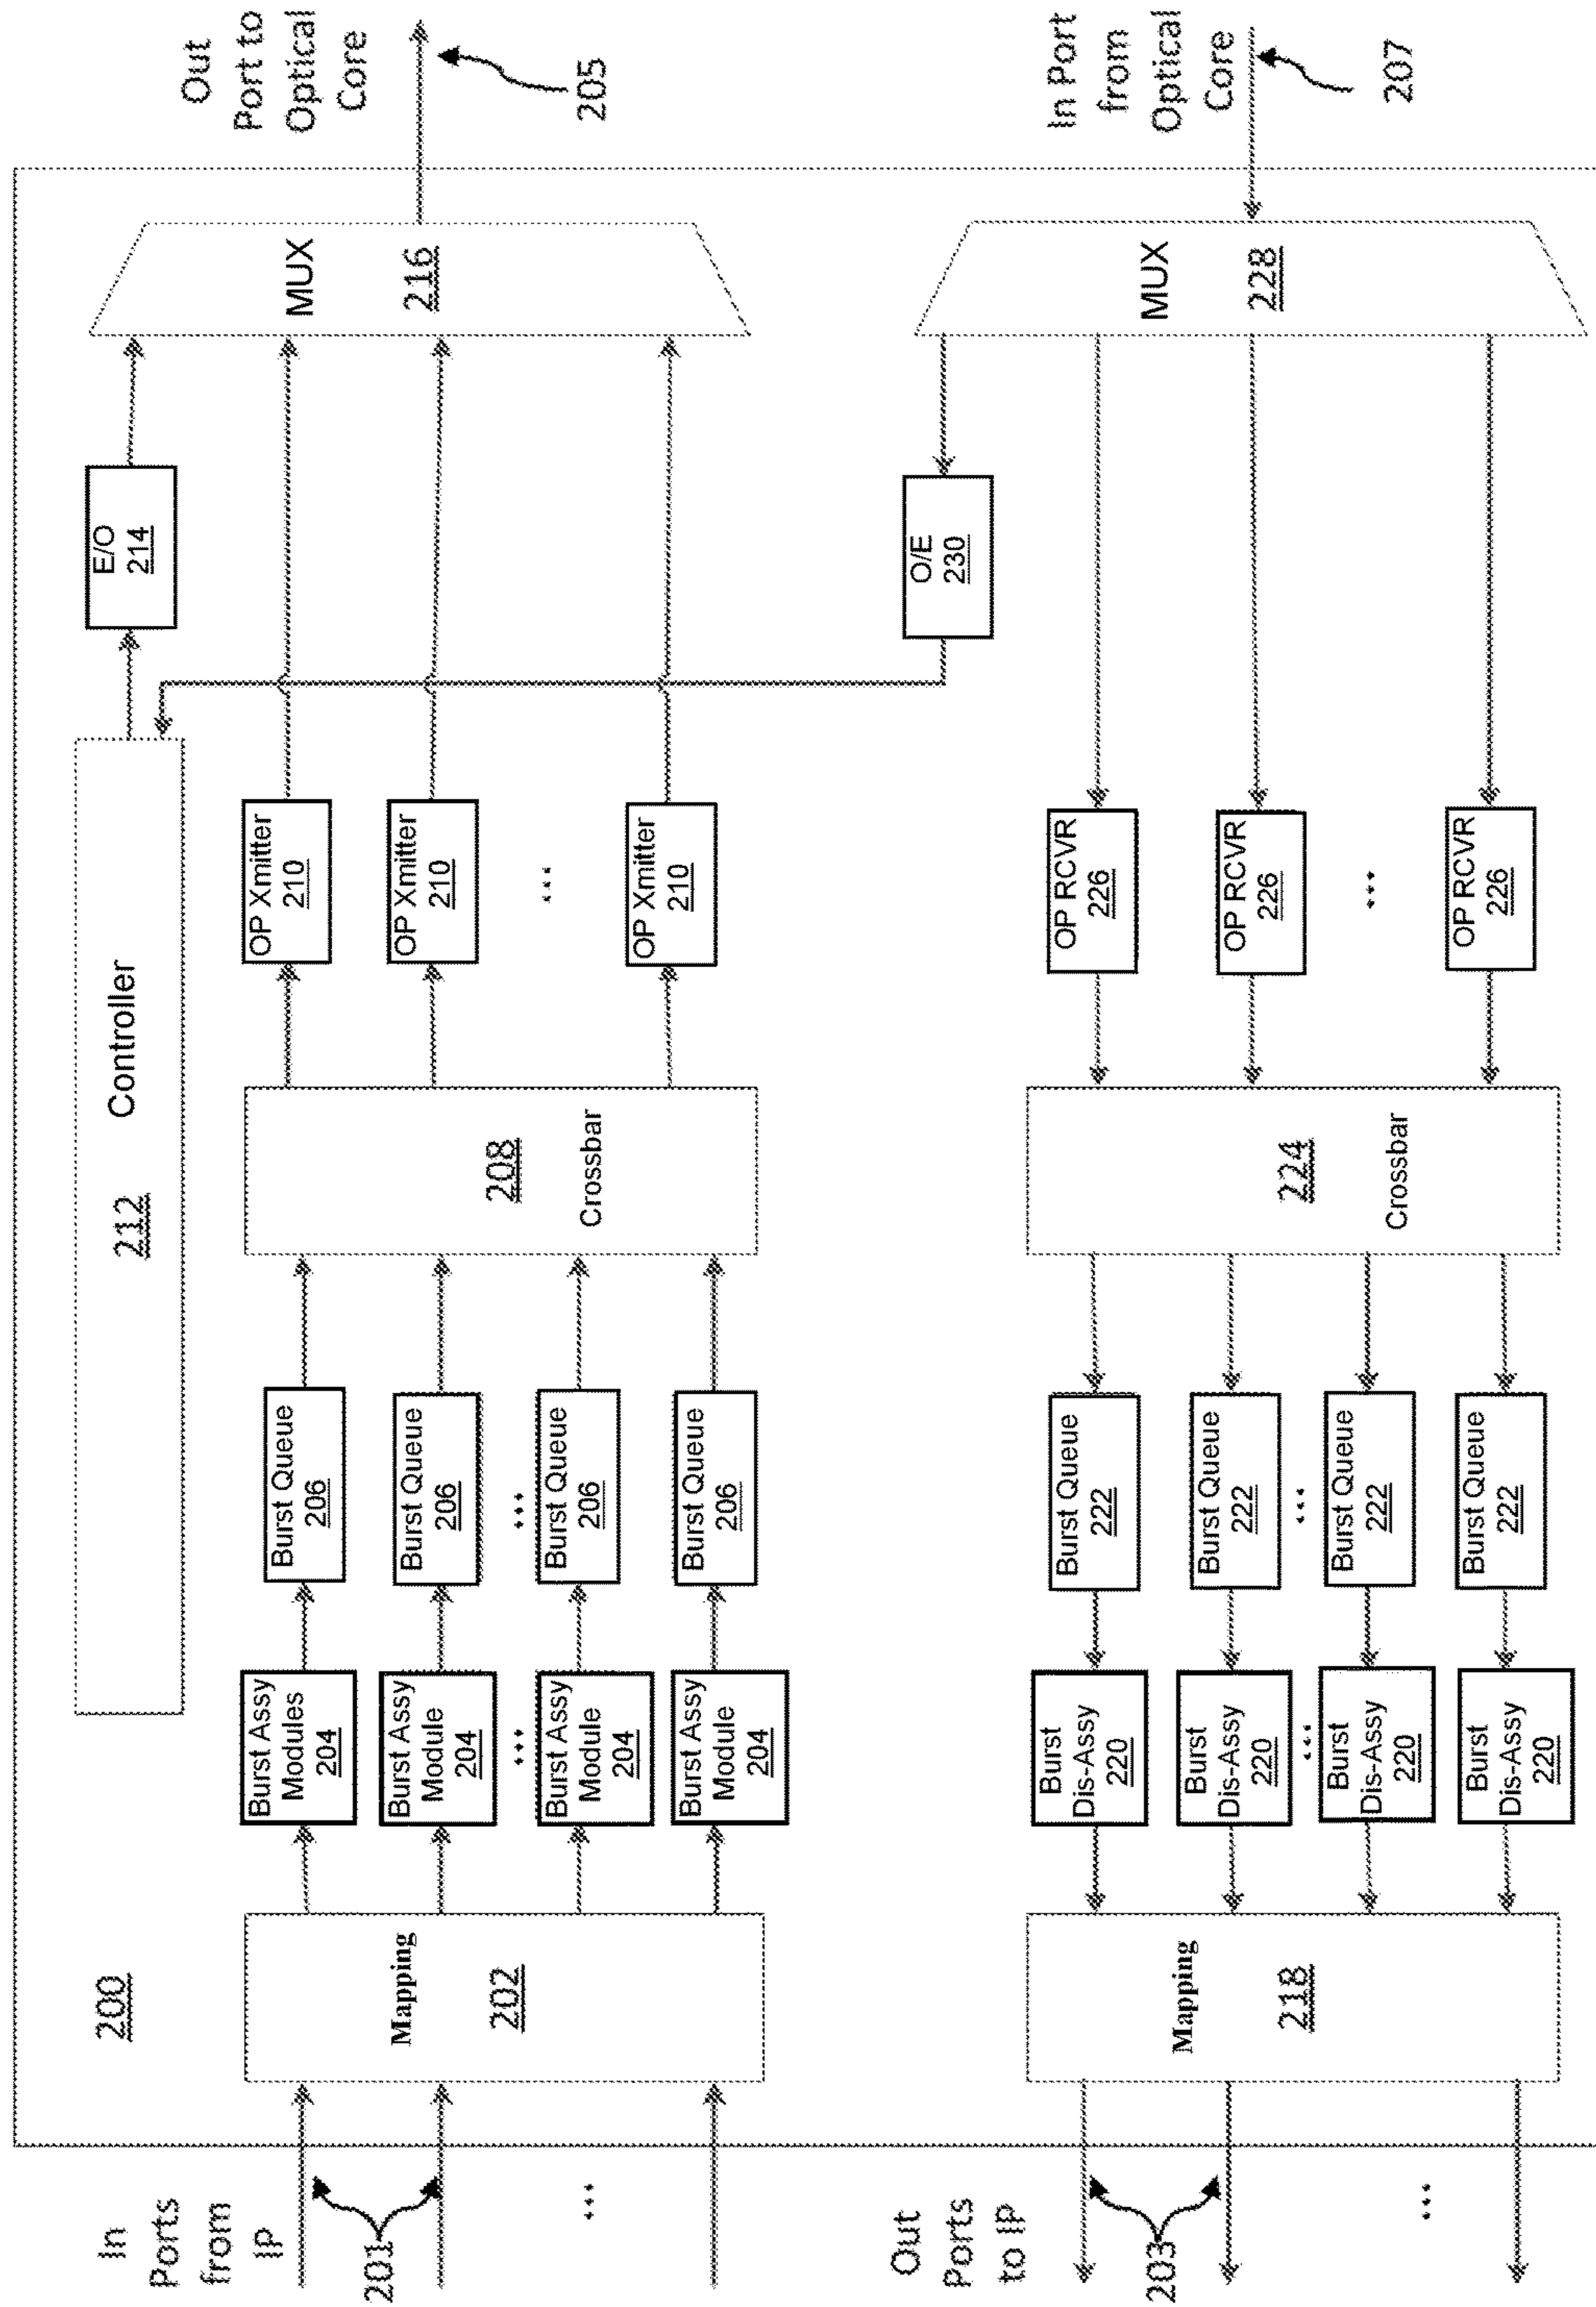 200
212 Controller
E/O
214
In
Ports
from
IP
201
Mapping
202
Burst Assy
Modules
204
Burst Assy
Module
204
...
Burst Assy
Module
204
Burst Assy
Module
204
Burst Queue
206
Burst Queue
206
...
Burst Queue
206
Burst Queue
206
208
Crossbar
OP Xmitter
210
OP Xmitter
210
...
OP Xmitter
210
MUX
216
Out
Port to
Optical
Core
205
...
Out
Ports
to IP
203
...
Mapping
218
Burst
Dis-Assy
220
Burst
Dis-Assy
220
...
Burst
Dis-Assy
220
Burst
Dis-Assy
220
Burst Queue
222
Burst Queue
222
...
Burst Queue
222
Burst Queue
222
224
Crossbar
OP RCVR
226
OP RCVR
226
...
OP RCVR
226
O/E
230
MUX
228
In Port
from
Optical
Core
207